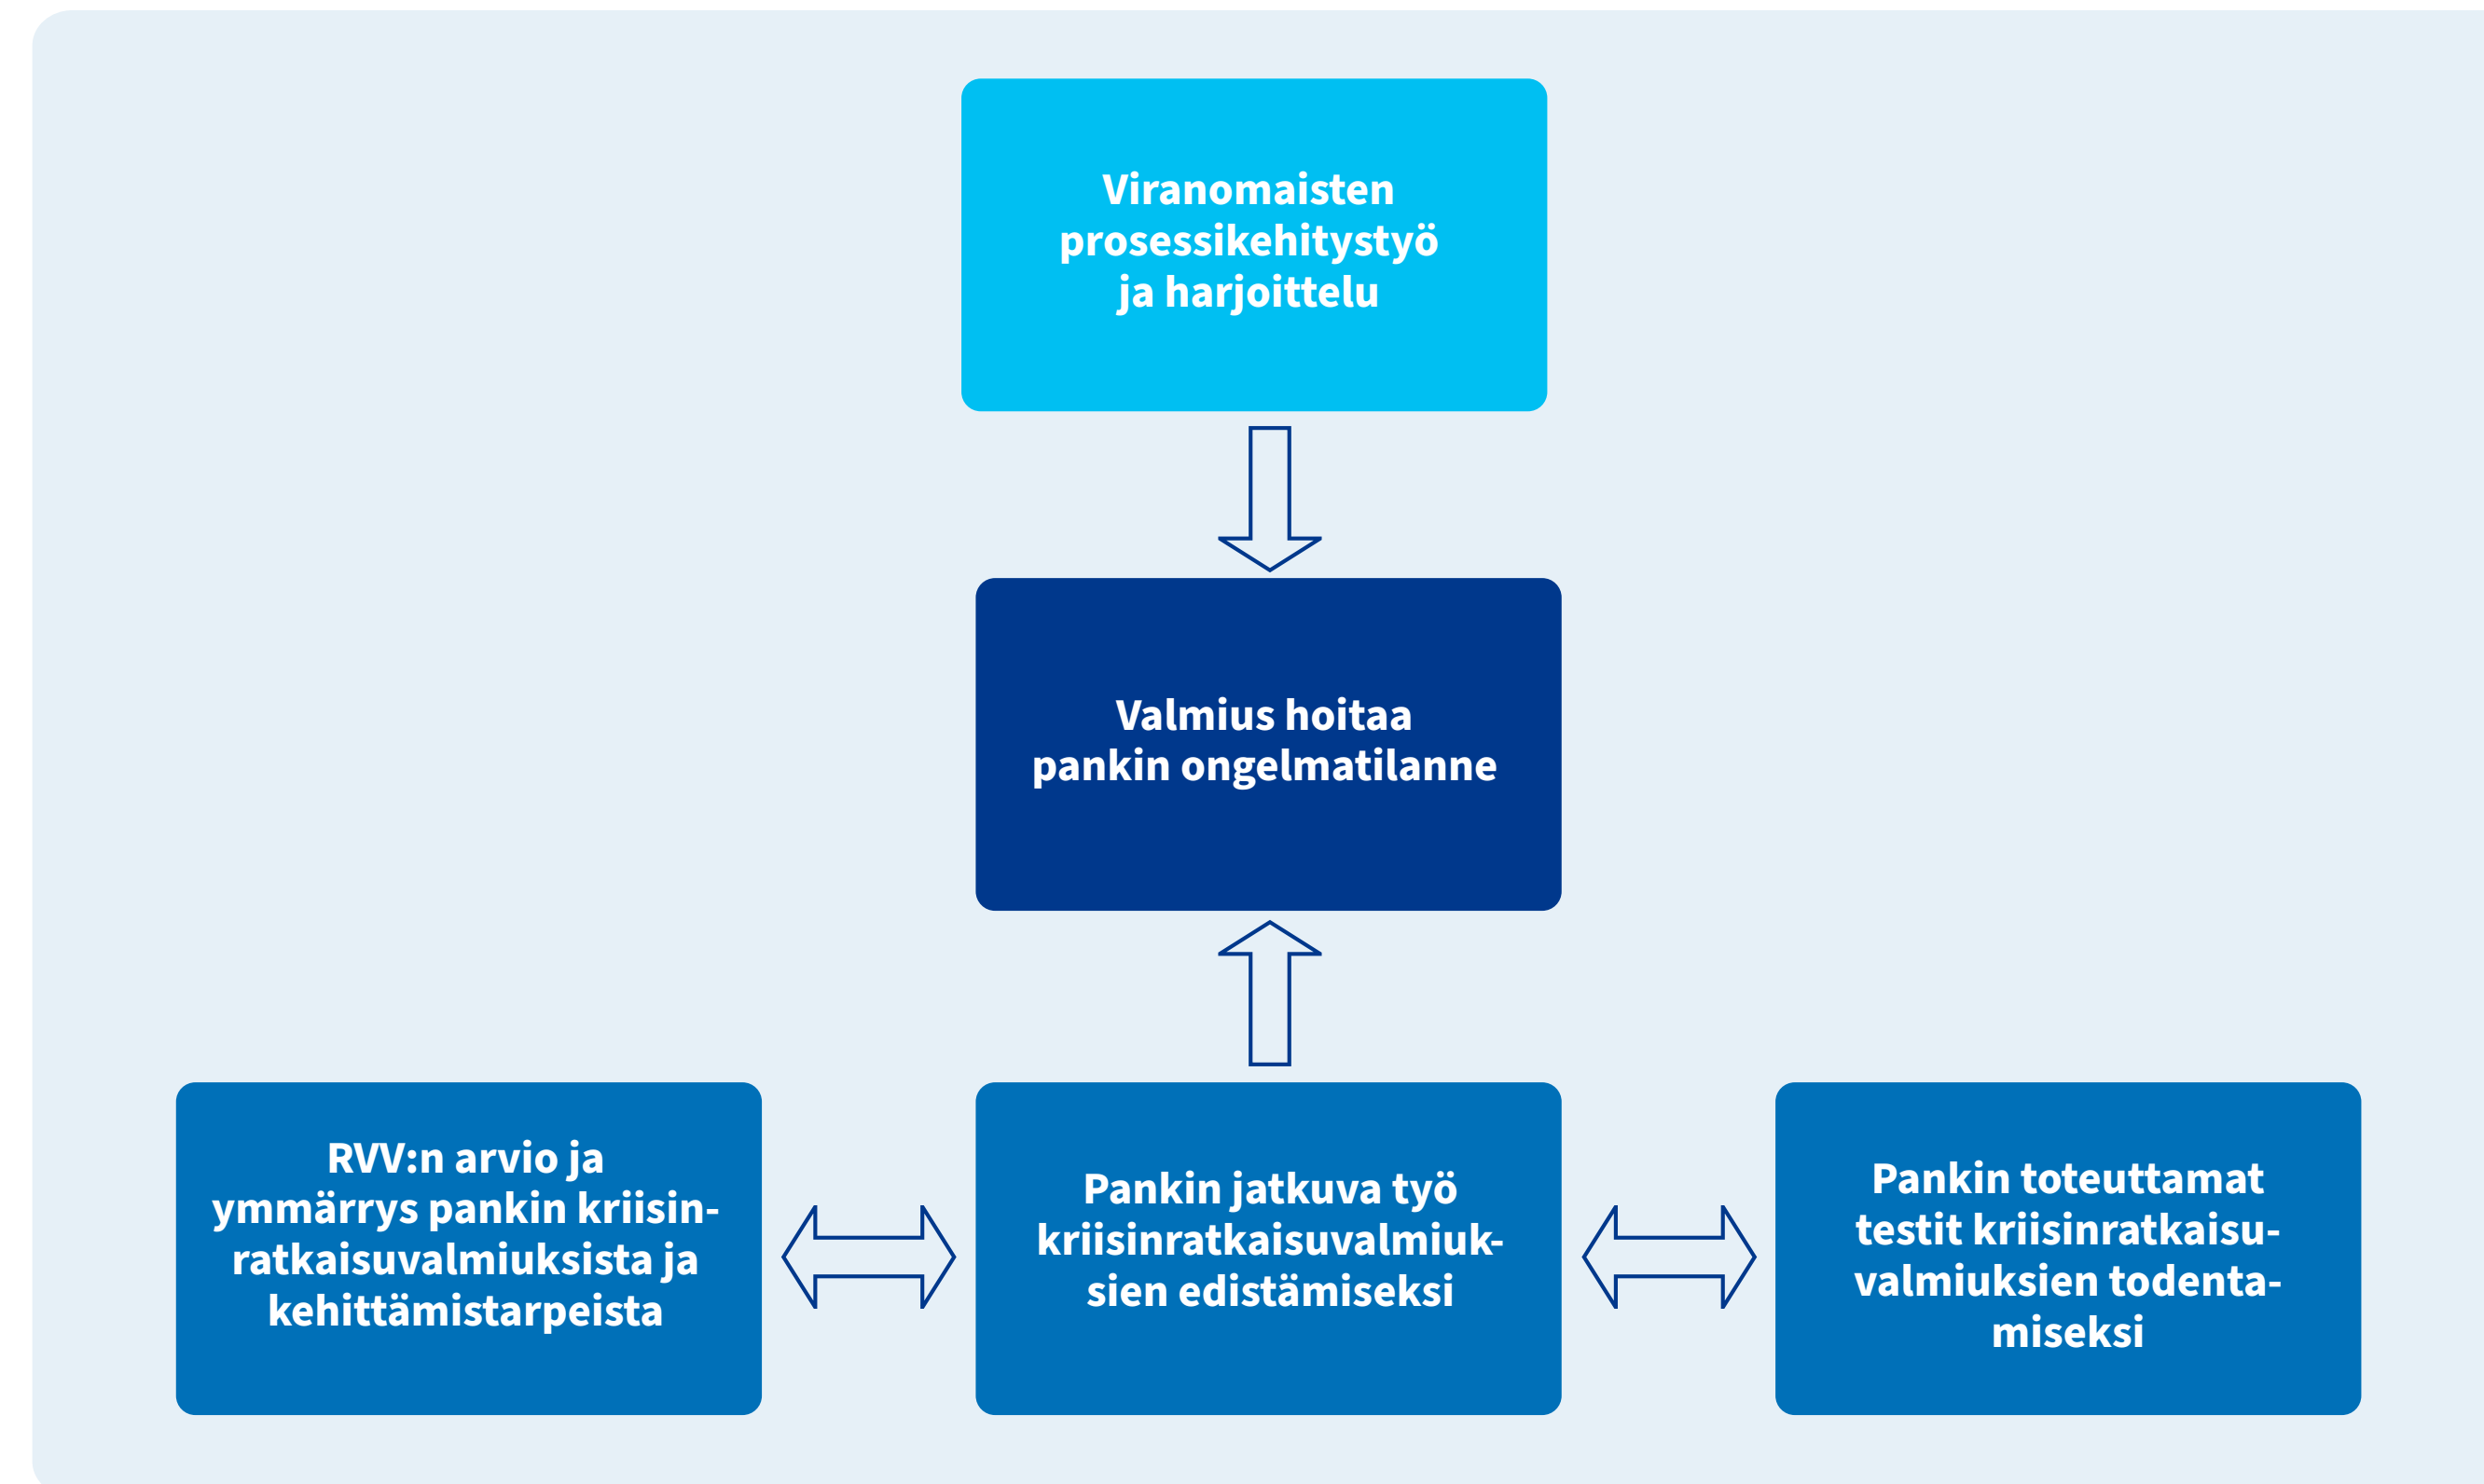 Viranomaisten
prosessikehitystyö
ja harjoittelu
Valmius hoitaa
pankin ongelmatilanne
RVV:n arvio ja
ymmärrys pankin kriisin-
ratkaisuvalmiuksista ja
kehittämistarpeista
Pankin jatkuva työ
kriisinratkaisuvalmiuk-
sien edistämiseksi
Pankin toteuttamat
testit kriisinratkaisu-
valmiuksien todenta-
miseksi